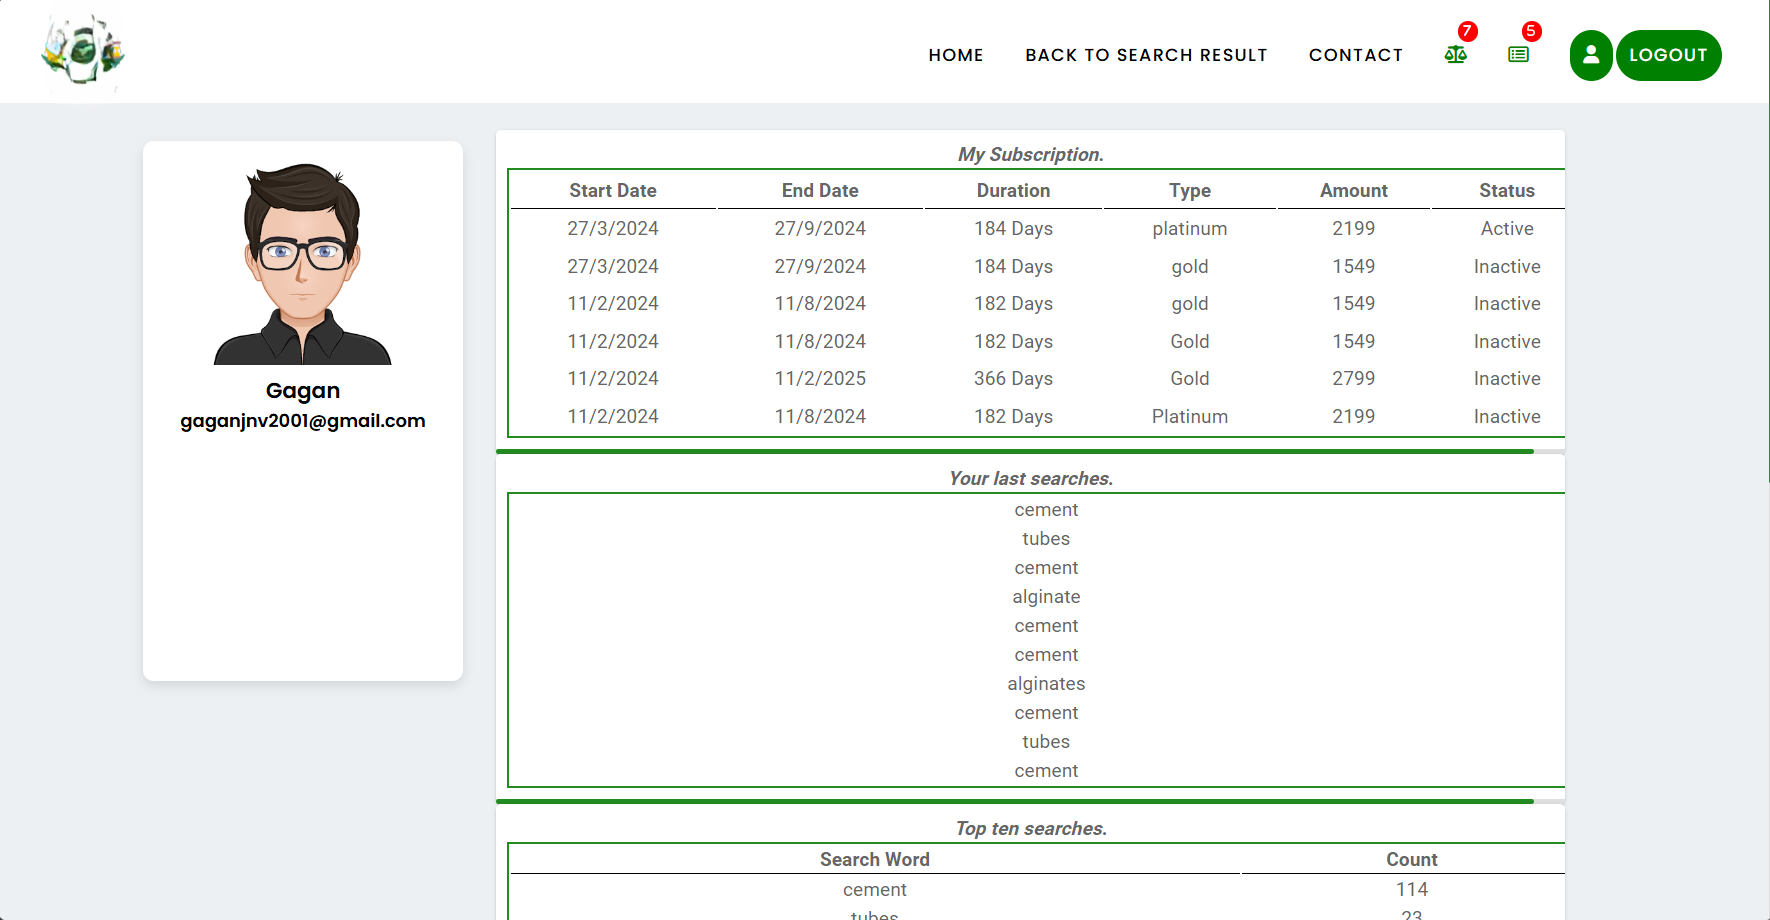 HOME BACK TO SEARCH RESULT CONTACT 7 5 LOGOUT
Gagan
gaganjnv2001@gmail.com
My Subscription.
Start Date End Date Duration Type Amount Status
27/3/2024 27/9/2024 184 Days platinum 2199 Active
27/3/2024 27/9/2024 184 Days gold 1549 Inactive
11/2/2024 11/8/2024 182 Days gold 1549 Inactive
11/2/2024 11/8/2024 182 Days Gold 1549 Inactive
11/2/2024 11/2/2025 366 Days Gold 2799 Inactive
11/2/2024 11/8/2024 182 Days Platinum 2199 Inactive
Your last searches.
cement
tubes
cement
alginate
cement
cement
alginates
cement
tubes
cement
Top ten searches.
Search Word Count
cement 114
tubes 23